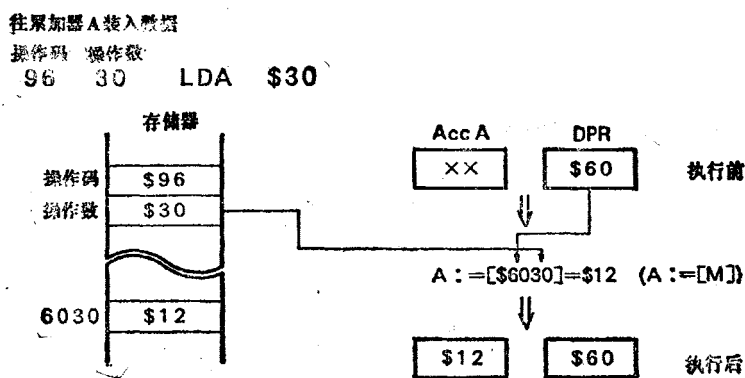 往累加器A装入数据
操作码 操作数
96 30 LDA $30
存储器
Acc A DPR
操作码 $96
×× $60 执行前
操作数 $30
A:=[$6030]=$12 (A:=[M])
6030 $12
$12 $60 执行后